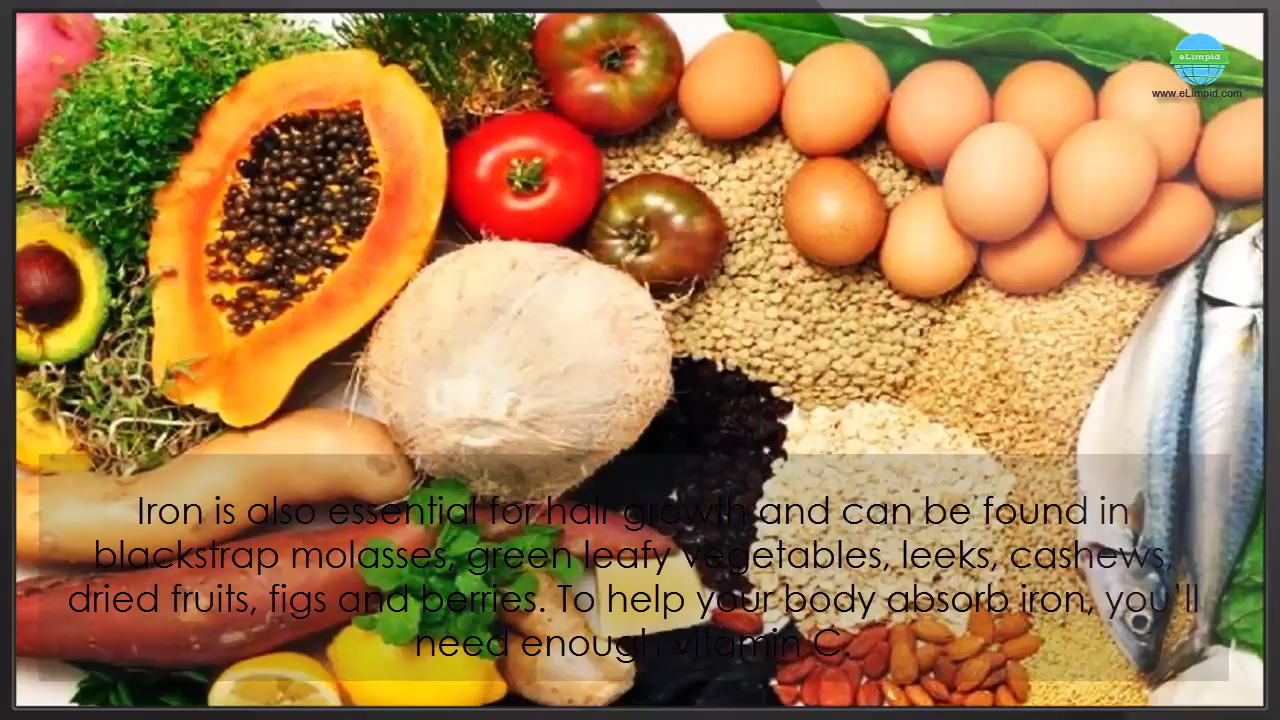 eLimpid
www.eLimpid.com
Iron is also essential for hair growth and can be found in
blackstrap molasses, green leafy vegetables, leeks, cashews,
dried fruits, figs and berries. To help your body absorb iron, you'll
need enough vitamin C.